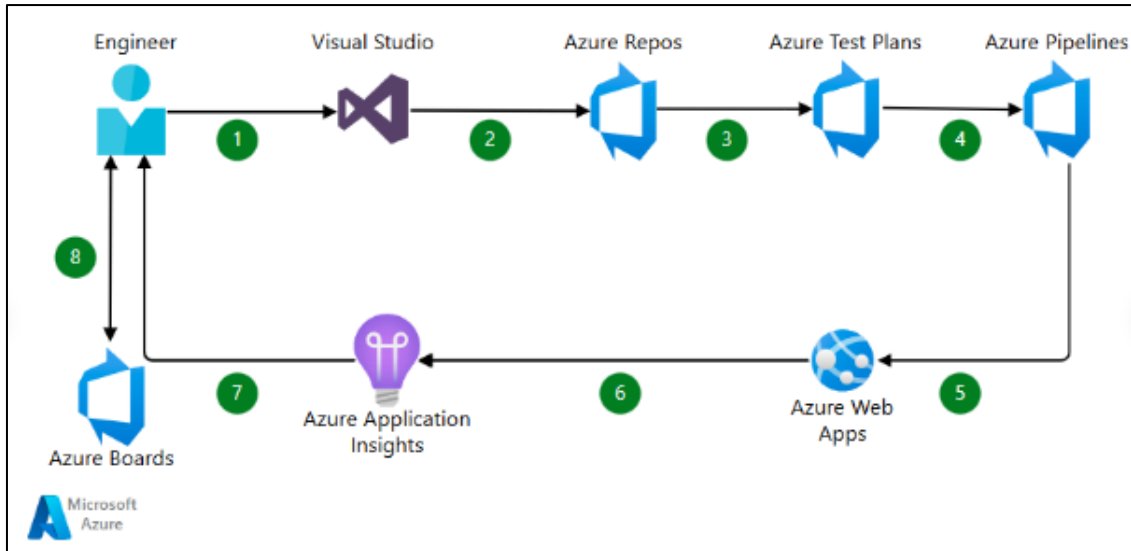 Engineer
Visual Studio
Azure Repos
Azure Test Plans
Azure Pipelines
1
2
3
4
8
7
6
5
Azure Application
Insights
Azure Web
Apps
Azure Boards
Microsoft
Azure